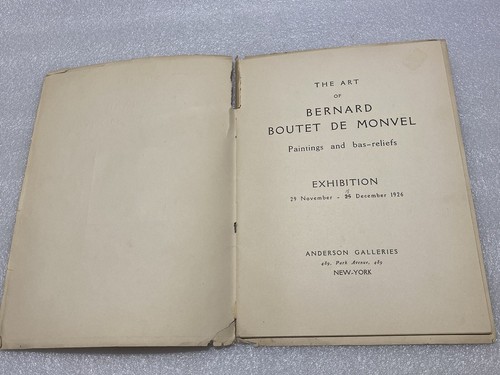 THE ART
OF
BERNARD
BOUTET DE MONVEL
Paintings and bas-reliefs
EXHIBITION
29 November - December 1926
ANDERSON GALLERIES
489, Park Avenue, 489
NEW-YORK